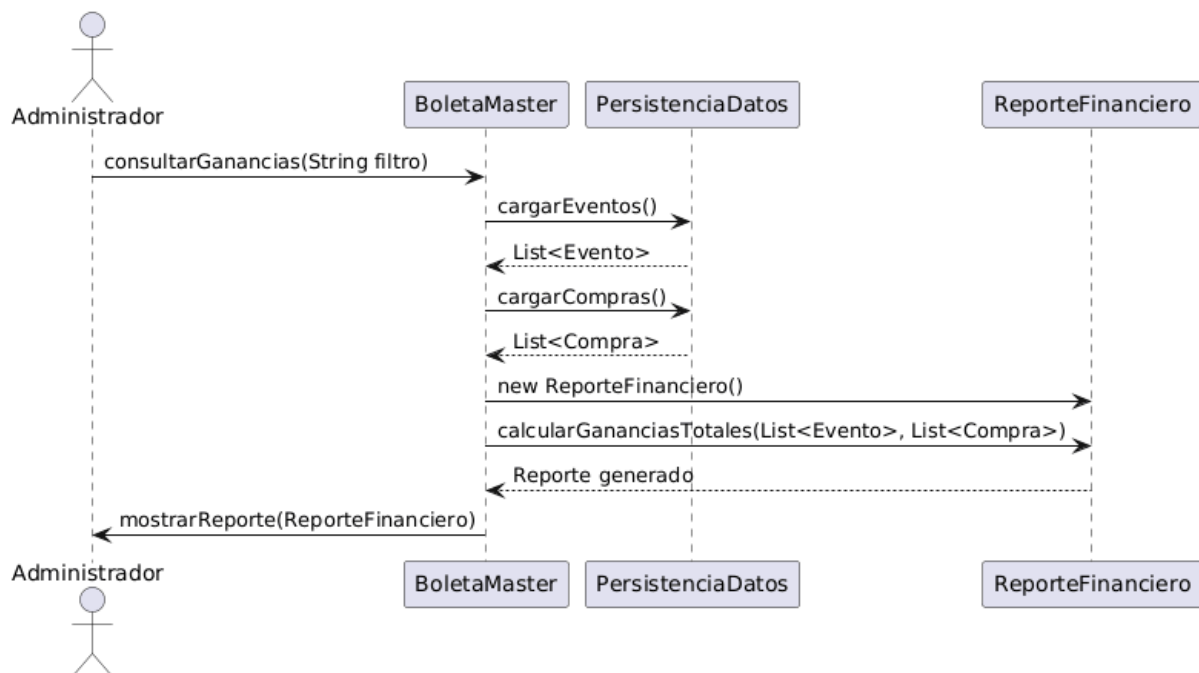 Administrador
BoletaMaster
PersistenciaDatos
ReporteFinanciero
consultarGanancias(String filtro)
cargarEventos()
List<Evento>
cargarCompras()
List<Compra>
new ReporteFinanciero()
calcularGananciasTotales(List<Evento>, List<Compra>)
Reporte generado
mostrarReporte(ReporteFinanciero)
Administrador
BoletaMaster
PersistenciaDatos
ReporteFinanciero